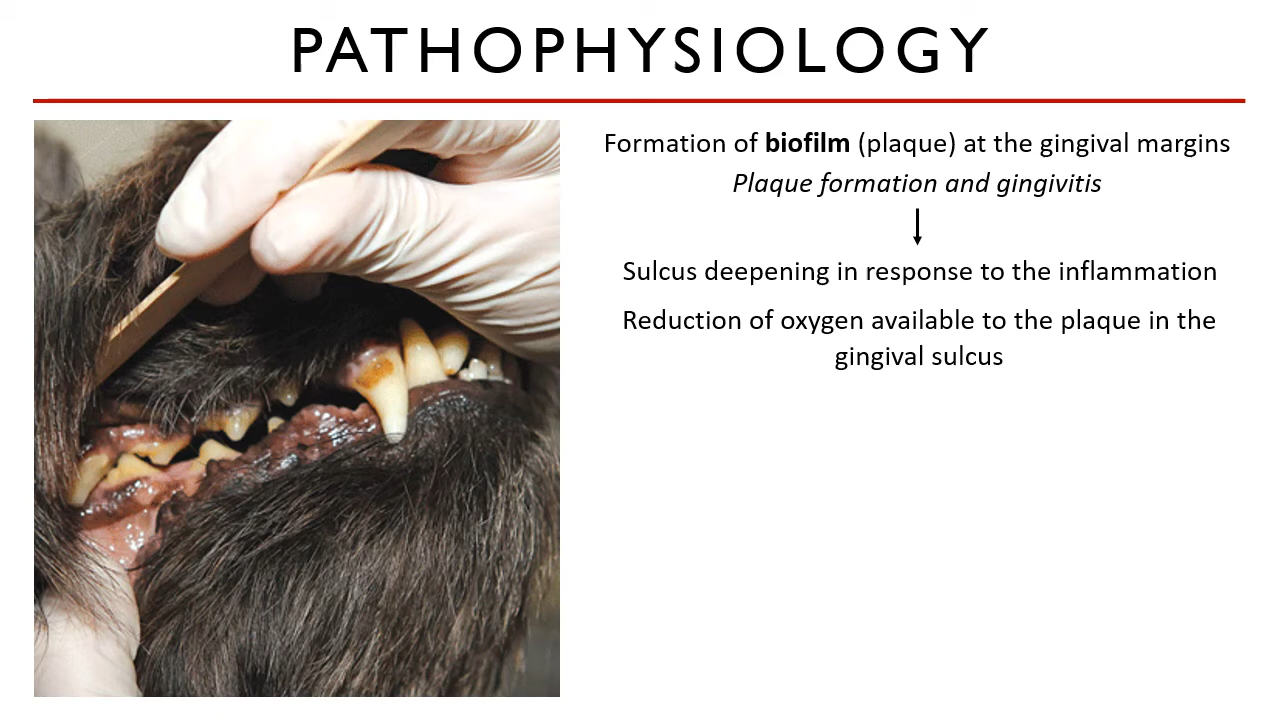 PATHOPHYSIOLOGY
Formation of biofilm (plaque) at the gingival margins
Plaque formation and gingivitis
Sulcus deepening in response to the inflammation
Reduction of oxygen available to the plaque in the
gingival sulcus